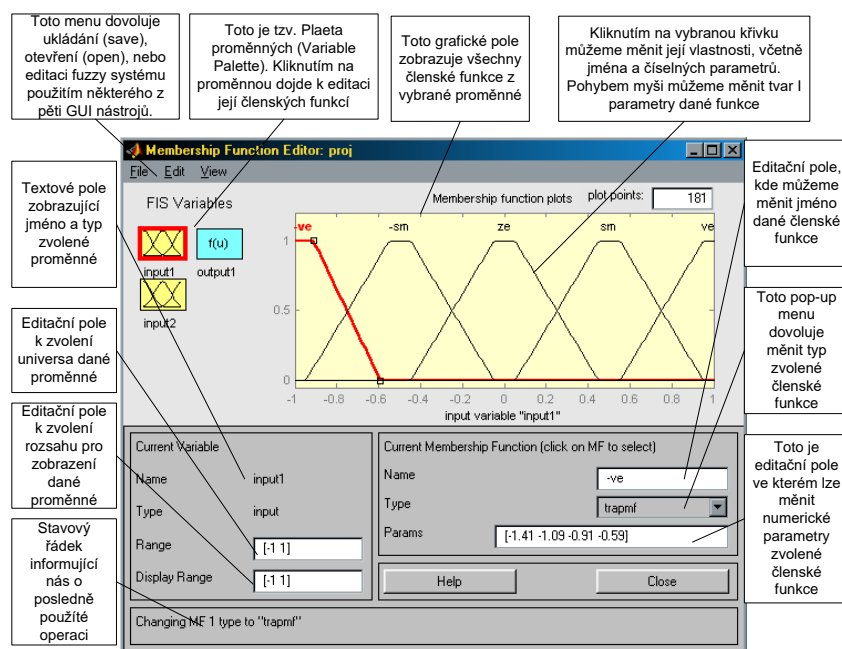 Toto menu dovoluje
ukládání (save),
otevření (open), nebo
editaci fuzzy systému
použitím některého z
pěti GUI nástrojů.
Toto je tzv. Plaeta
proměnných (Variable
Palette). Kliknutím na
proměnnou dojde k editaci
její členských funkcí
Toto grafické pole
zobrazuje všechny
členské funkce z
vybrané proměnné
Kliknutím na vybranou křivku
můžeme měnit její vlastnosti, včetně
jména a číselných parametrů.
Pohybem myši můžeme měnit tvar I
parametry dané funkce
Textové pole
zobrazující
jméno a typ
zvolené
proměnné
Editační pole
k zvolení
universa dané
proměnné
Editační pole
k zvolení
rozsahu pro
zobrazení
dané
proměnné
Stavový
řádek
informující
nás o
posledně
použíté
operaci
Membership Function Editor: proj
File Edit View
FIS Variables
Membership function plots
plot points:
181
input1
f(u)
output1
input2
-ve
-sm
ze
sm
ve
1
0.5
0
-1 -0.8 -0.6 -0.4 -0.2 0 0.2 0.4 0.6 0.8 1
input variable "input1"
Current Variable
Name input1
Type input
Range [-1 1]
Display Range [-1 1]
Current Membership Function (click on MF to select)
Name -ve
Type trapmf
Params [-1.41 -1.09 -0.91 -0.59]
Help
Close
Changing MF 1 type to "trapmf"
Editační pole,
kde můžeme
měnit jméno
dané členské
funkce
Toto pop-up
menu
dovoluje
měnit typ
zvolené
členské
funkce
Toto je
editační pole
ve kterém lze
měnit
numerické
parametry
zvolené
členské
funkce